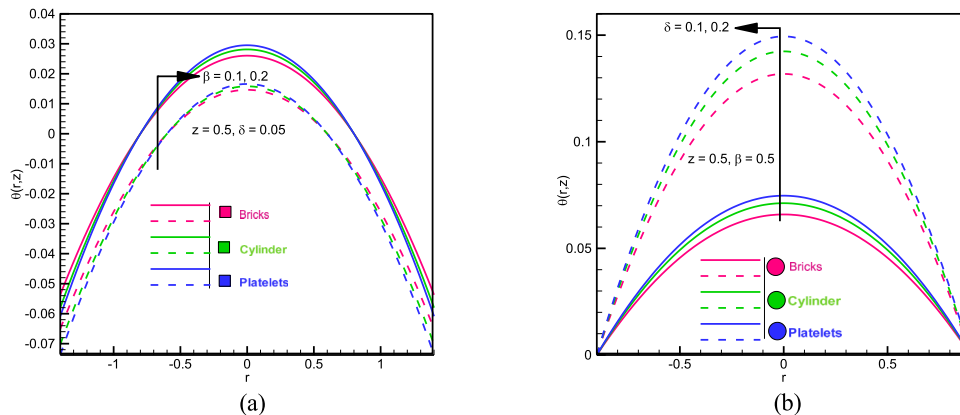 (a)
0.04
0.03
0.02
0.01
0
-0.01
-0.02
-0.03
-0.04
-0.05
-0.06
-0.07
θ(r,z)
β = 0.1, 0.2
z = 0.5, δ = 0.05
Bricks
Cylinder
Platelets
-1 -0.5 0 0.5 1
r
(a)
(b)
0.15
0.1
0.05
0
θ(r,z)
δ = 0.1, 0.2
z = 0.5, β = 0.5
Bricks
Cylinder
Platelets
-0.5 0 0.5
r
(b)